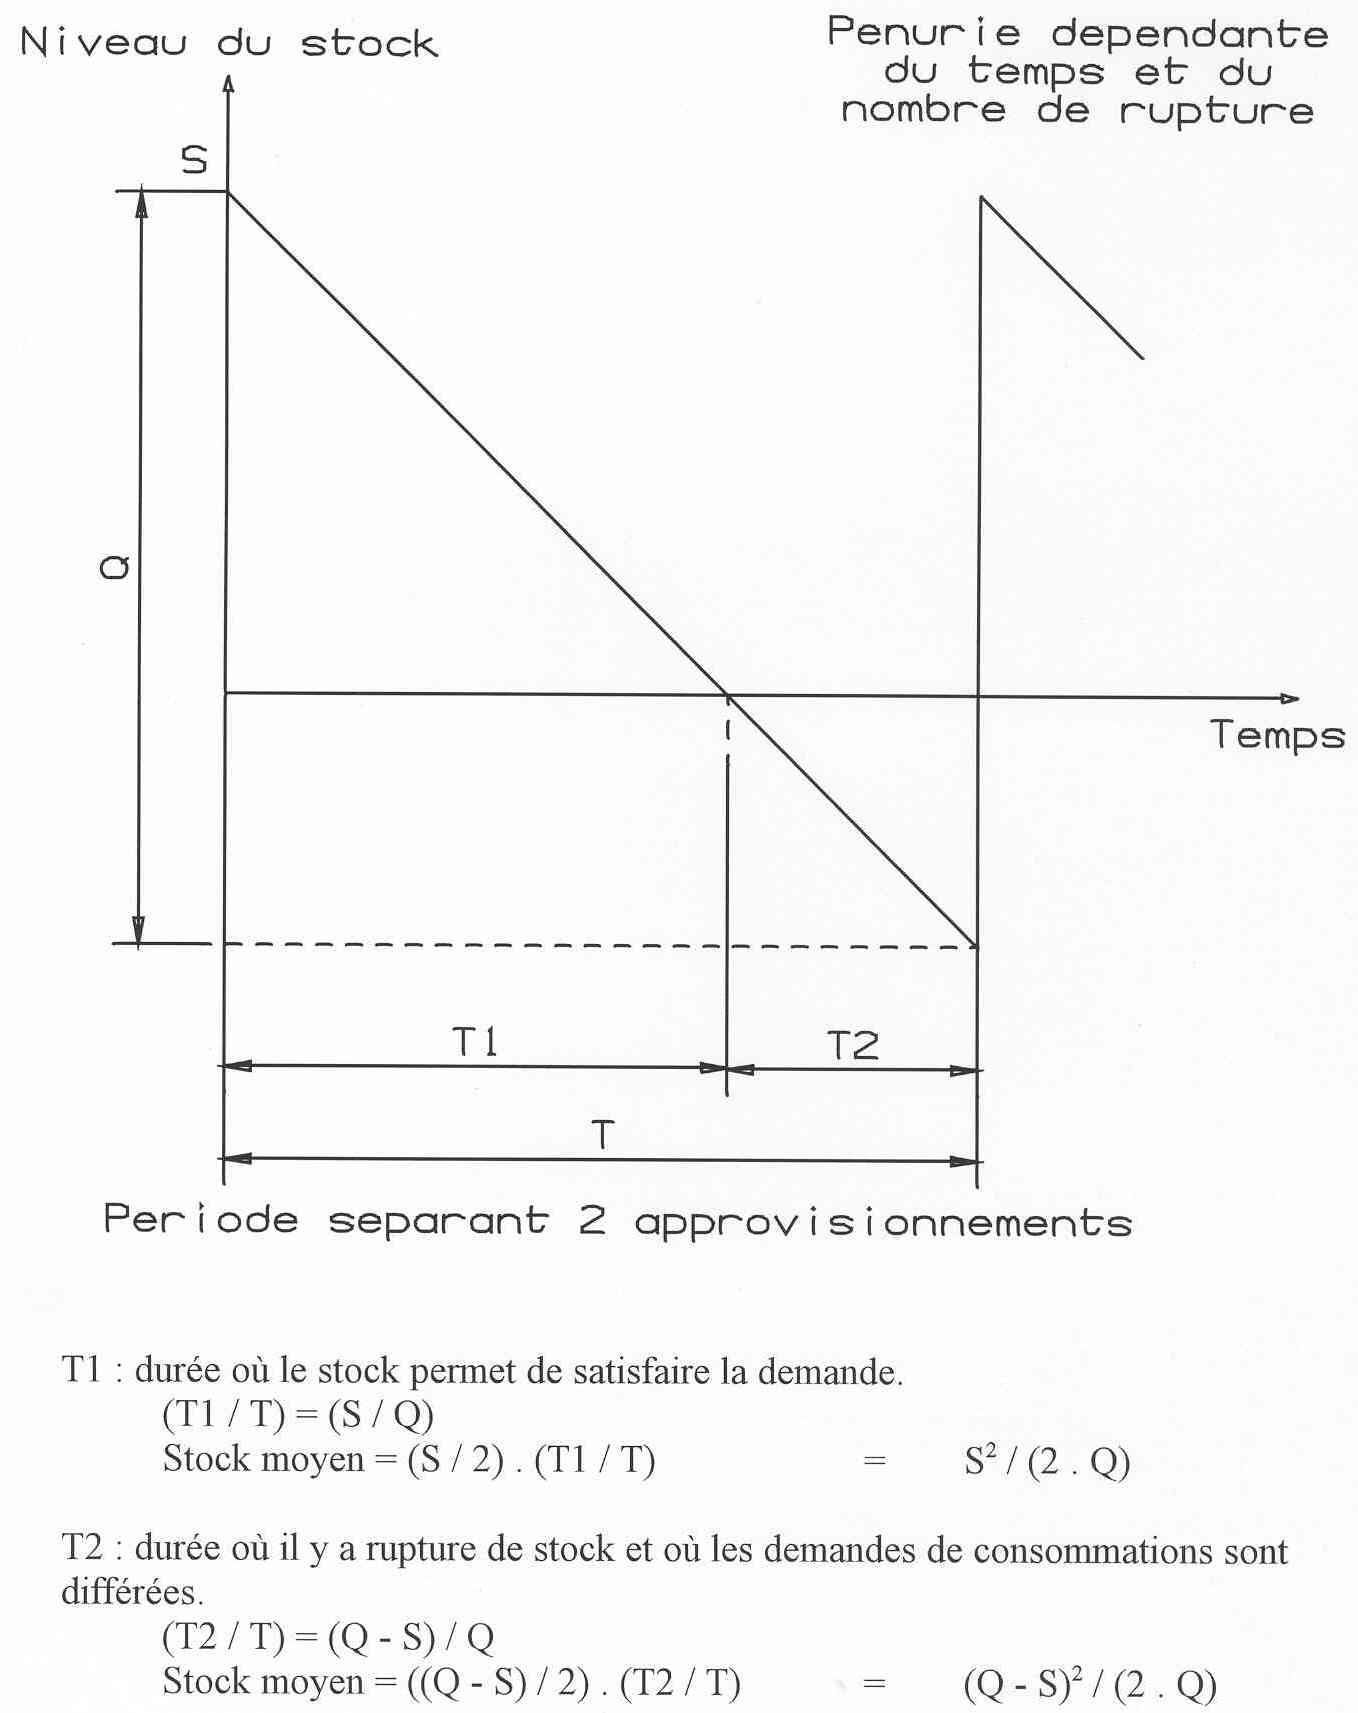 Niveau du stock
Penurie dependante
du temps et du
nombre de rupture
S
Q
Temps
T1
T2
T
Periode separant 2 approvisionnements
T1 : durée où le stock permet de satisfaire la demande.
(T1 / T) = (S / Q)
Stock moyen = (S / 2) . (T1 / T) = S² / (2 . Q)
T2 : durée où il y a rupture de stock et où les demandes de consommations sont
différées.
(T2 / T) = (Q - S) / Q
Stock moyen = ((Q - S) / 2) . (T2 / T) = (Q - S)² / (2 . Q)